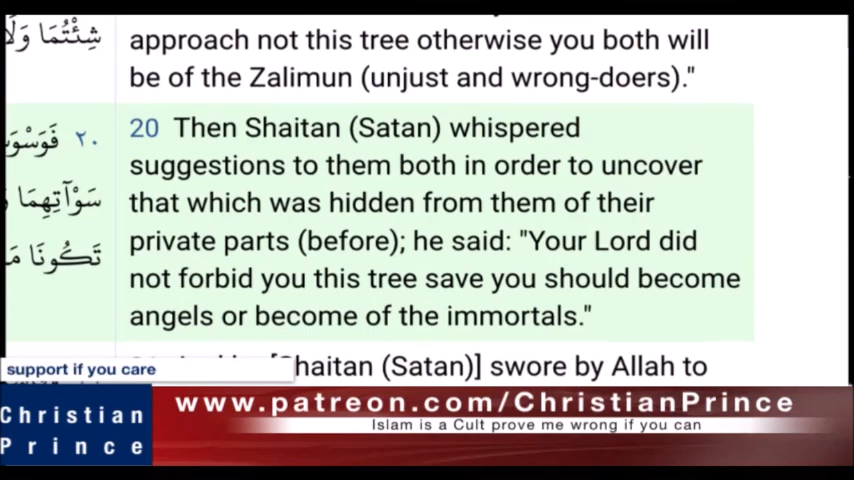 شِئْتُمَا وَلَا
approach not this tree otherwise you both will
be of the Zalimun (unjust and wrong-doers)."
٢٠ فَوَسْوَسَ
20 Then Shaitan (Satan) whispered
suggestions to them both in order to uncover
سَوْآتِهِمَا
that which was hidden from them of their
private parts (before); he said: "Your Lord did
تَكُونَا
not forbid you this tree save you should become
angels or become of the immortals."
haitan (Satan)] swore by Allah to
support if you care
Christian
Prince
www.patreon.com/ChristianPrince
Islam is a Cult prove me wrong if you can